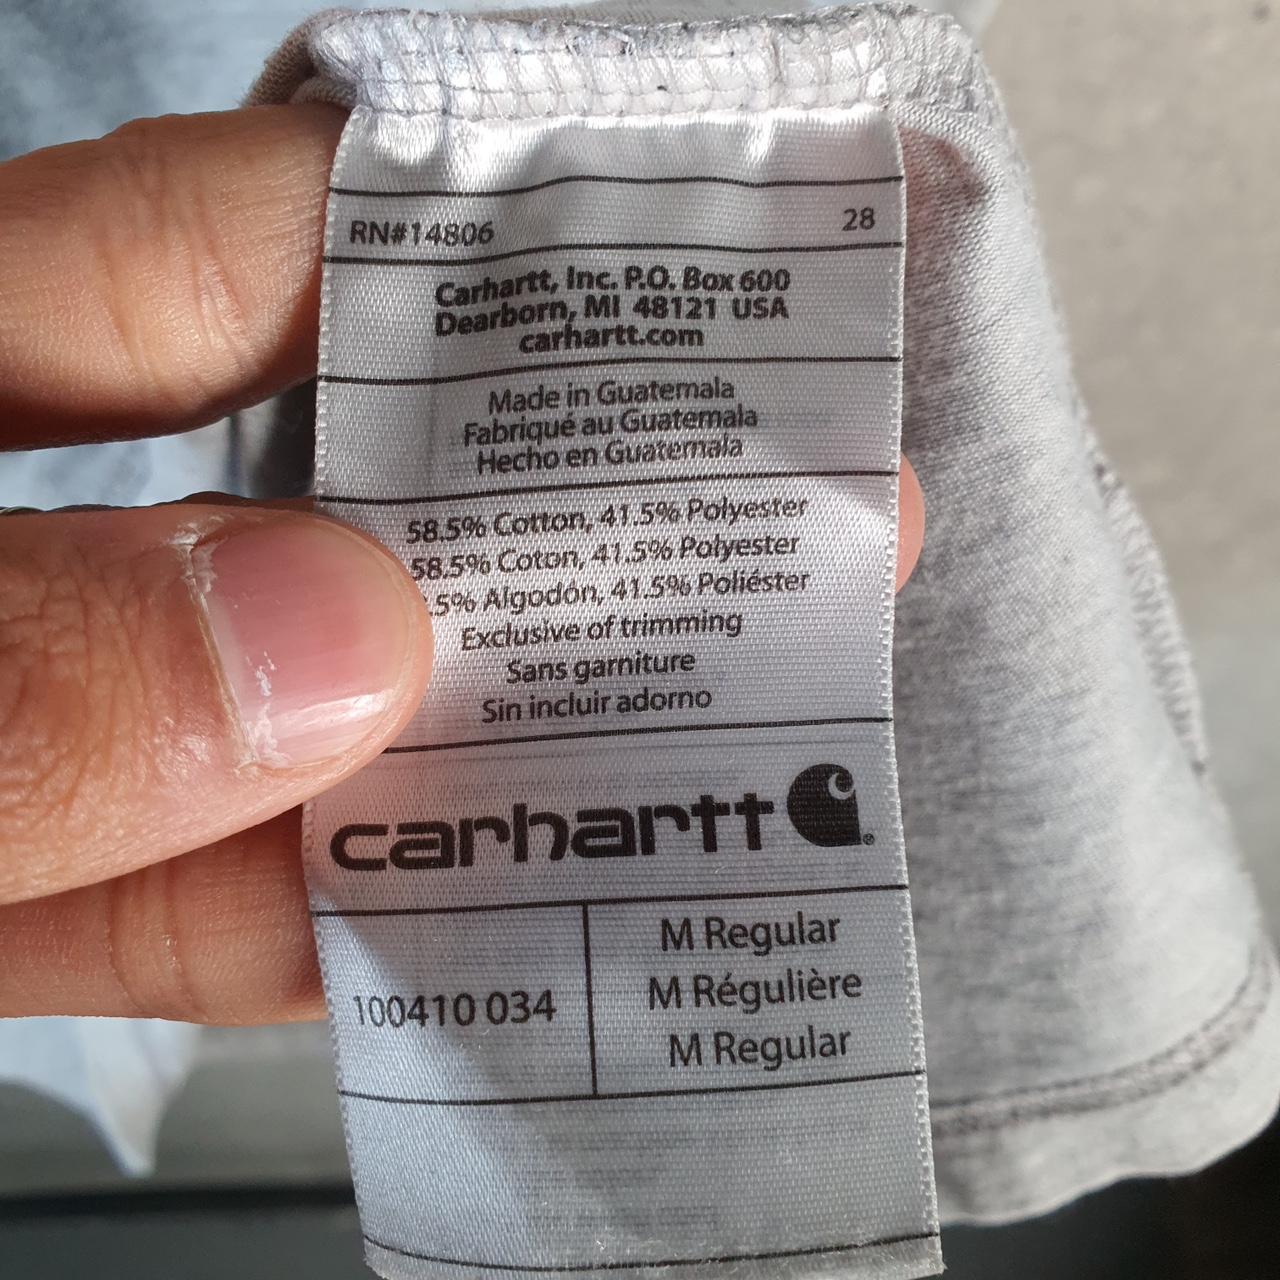 RN#14806 28
Carhartt, Inc. P.O. Box 600
Dearborn, MI 48121 USA
carhartt.com
Made in Guatemala
Fabriqué au Guatemala
Hecho en Guatemala
58.5% Cotton, 41.5% Polyester
58.5% Coton, 41.5% Polyester
.5% Algodón, 41.5% Poliéster
Exclusive of trimming
Sans garniture
Sin incluir adorno
carhartt ®
100410 034
M Regular
M Régulière
M Regular